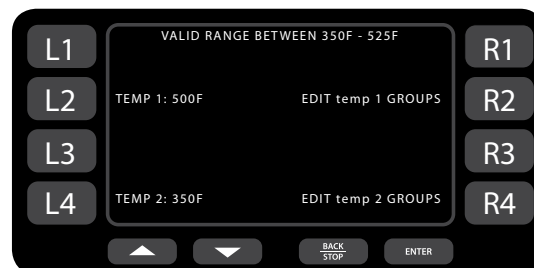 VALID RANGE BETWEEN 350F - 525F
L1
R1
L2
TEMP 1: 500F
EDIT temp 1 GROUPS
R2
L3
R3
L4
TEMP 2: 350F
EDIT temp 2 GROUPS
R4
BACK
STOP
ENTER